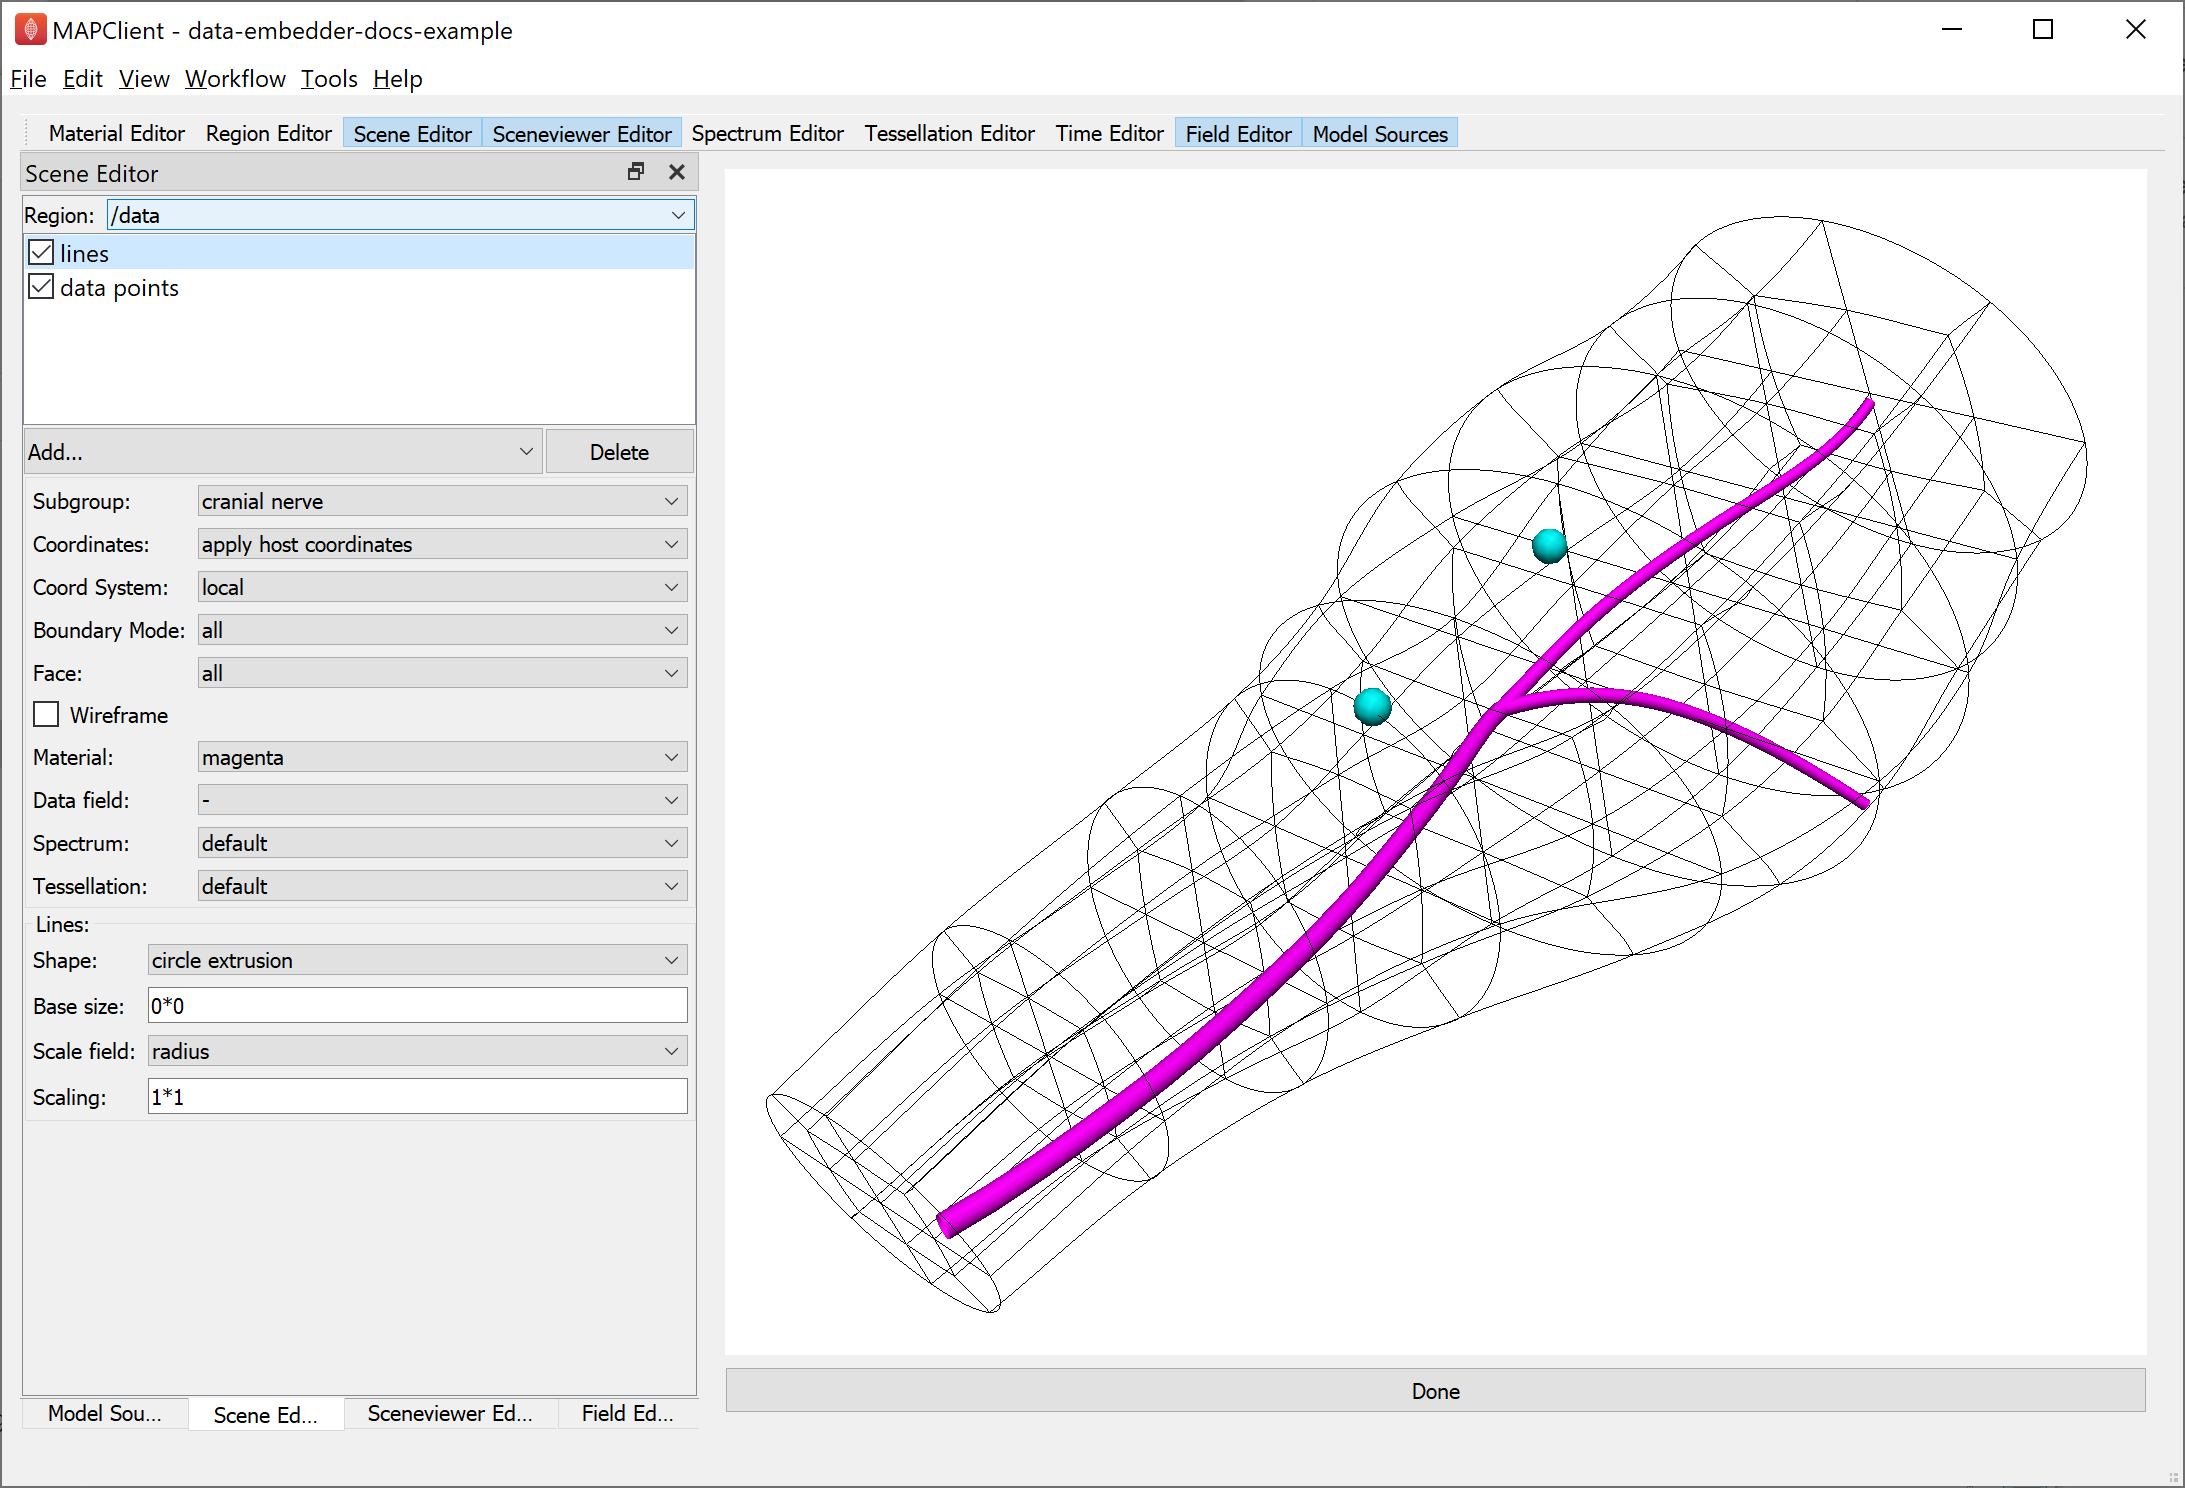 MAPClient - data-embedder-docs-example
File Edit View Workflow Tools Help
Material Editor Region Editor Scene Editor Sceneviewer Editor Spectrum Editor Tessellation Editor Time Editor Field Editor Model Sources
Scene Editor
Region: /data
lines
data points
Add... Delete
Subgroup: cranial nerve
Coordinates: apply host coordinates
Coord System: local
Boundary Mode: all
Face: all
Wireframe
Material: magenta
Data field: -
Spectrum: default
Tessellation: default
Lines:
Shape: circle extrusion
Base size: 0*0
Scale field: radius
Scaling: 1*1
Done
Model Sou... Scene Ed... Sceneviewer Ed... Field Ed...